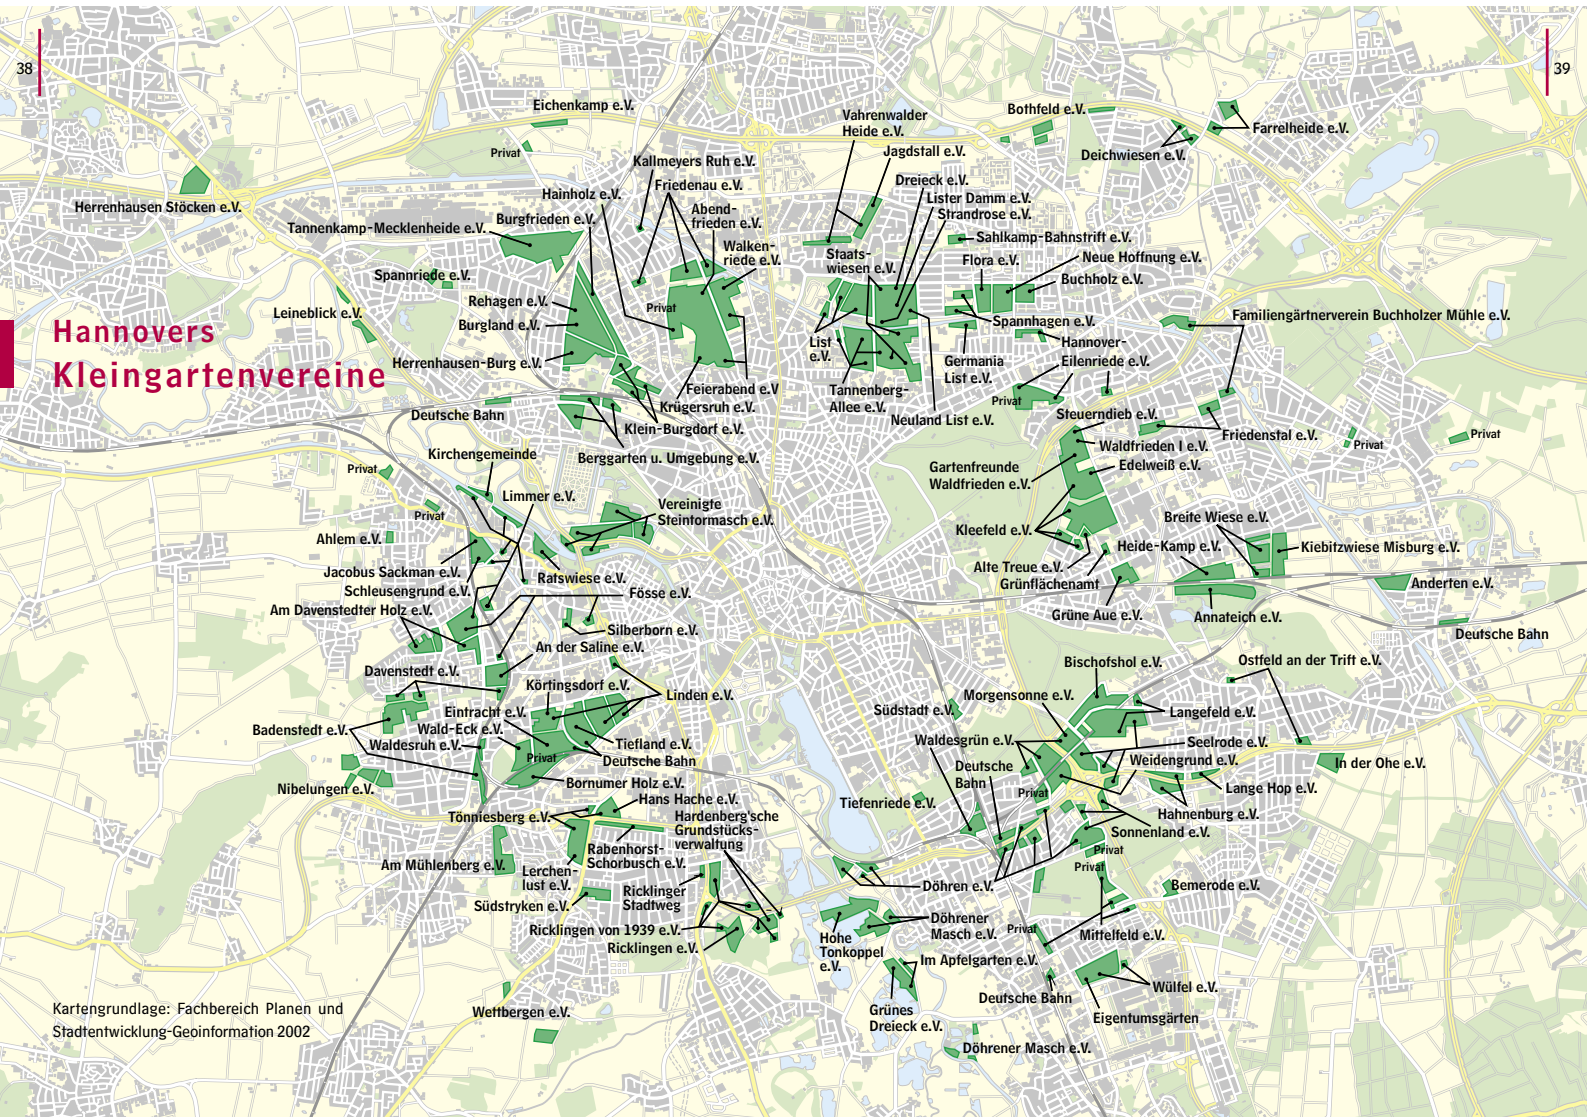 38
39
Eichenkamp e.V.
Vahrenwalder
Heide e.V.
Bothfeld e.V.
Farrelheide e.V.
Privat
Kallmeyers Ruh e.V.
Jagdstall e.V.
Deichwiesen e.V.
Herrenhausen Stöcken e.V.
Hainholz e.V.
Friedenau e.V.
Dreieck e.V.
Lister Damm e.V.
Strandrose e.V.
Tannenkamp-Mecklenheide e.V.
Burgfrieden e.V.
Abend-
frieden e.V.
Sahlkamp-Bahnstrift e.V.
Walken-
riede e.V.
Staats-
wiesen e.V.
Flora e.V.
Neue Hoffnung e.V.
Buchholz e.V.
Spannriede e.V.
Leineblick e.V.
Rehagen e.V.
Burgland e.V.
Privat
Spannhagen e.V.
Familiengärtnerverein Buchholzer Mühle e.V.
Hannovers
Kleingartenvereine
Herrenhausen-Burg e.V.
List
e.V.
Germania
List e.V.
Hannover-
Eilenriede e.V.
Feierabend e.V
Tannenberg-
Allee e.V.
Privat
Krügersruh e.V.
Neuland List e.V.
Deutsche Bahn
Klein-Burgdorf e.V.
Steuerndieb e.V.
Friedenstal e.V.
Privat
Privat
Kirchengemeinde
Berggarten u. Umgebung e.V.
Gartenfreunde
Waldfrieden e.V.
Waldfrieden I e.V.
Edelweiß e.V.
Privat
Limmer e.V.
Privat
Vereinigte
Steintormasch e.V.
Kleefeld e.V.
Breite Wiese e.V.
Ahlem e.V.
Heide-Kamp e.V.
Kiebitzwiese Misburg e.V.
Jacobus Sackman e.V.
Ratswiese e.V.
Alte Treue e.V.
Grünflächenamt
Anderten e.V.
Schleusengrund e.V.
Fösse e.V.
Am Davenstedter Holz e.V.
Grüne Aue e.V.
Annateich e.V.
Silberborn e.V.
Deutsche Bahn
An der Saline e.V.
Davenstedt e.V.
Bischofshol e.V.
Ostfeld an der Trift e.V.
Körtingsdorf e.V.
Linden e.V.
Morgensonne e.V.
Südstadt e.V.
Langefeld e.V.
Eintracht e.V.
Wald-Eck e.V.
Badenstedt e.V.
Waldesruh e.V.
Tiefland e.V.
Privat
Deutsche Bahn
Waldesgrün e.V.
Seelrode e.V.
Weidengrund e.V.
In der Ohe e.V.
Deutsche
Bahn
Nibelungen e.V.
Bornumer Holz e.V.
Privat
Lange Hop e.V.
Hans Hache e.V.
Tiefenriede e.V.
Hahnenburg e.V.
Tönniesberg e.V.
Hardenberg'sche
Grundstücks-
verwaltung
Sonnenland e.V.
Rabenhorst-
Schorbusch e.V.
Privat
Privat
Am Mühlenberg e.V.
Lerchen-
lust e.V.
Ricklinger
Stadtweg
Döhren e.V.
Bemerode e.V.
Südstryken e.V.
Döhrener
Masch e.V.
Ricklingen von 1939 e.V.
Privat
Mittelfeld e.V.
Ricklingen e.V.
Hohe
Tonkoppel
e.V.
Im Apfelgarten e.V.
Wülfel e.V.
Deutsche Bahn
Kartengrundlage: Fachbereich Planen und
Stadtentwicklung-Geoinformation 2002
Wettbergen e.V.
Grünes
Dreieck e.V.
Eigentumsgärten
Döhrener Masch e.V.